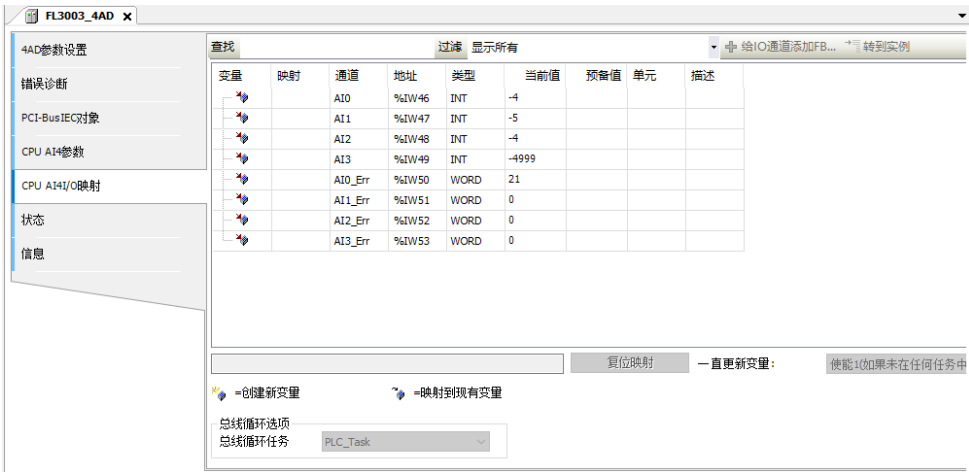 FL3003_4AD x
4AD参数设置
错误诊断
PCI-BusIEC对象
CPU AI4参数
CPU AI4I/O映射
状态
信息
查找 过滤 显示所有 给IO通道添加FB... 转到实例
变量 映射 通道 地址 类型 当前值 预备值 单元 描述
AI0 %IW46 INT -4
AI1 %IW47 INT -5
AI2 %IW48 INT -4
AI3 %IW49 INT -4999
AI0_Err %IW50 WORD 21
AI1_Err %IW51 WORD 0
AI2_Err %IW52 WORD 0
AI3_Err %IW53 WORD 0
复位映射 一直更新变量: 使能1(如果未在任何任务中
=创建新变量 =映射到现有变量
总线循环选项
总线循环任务 PLC_Task